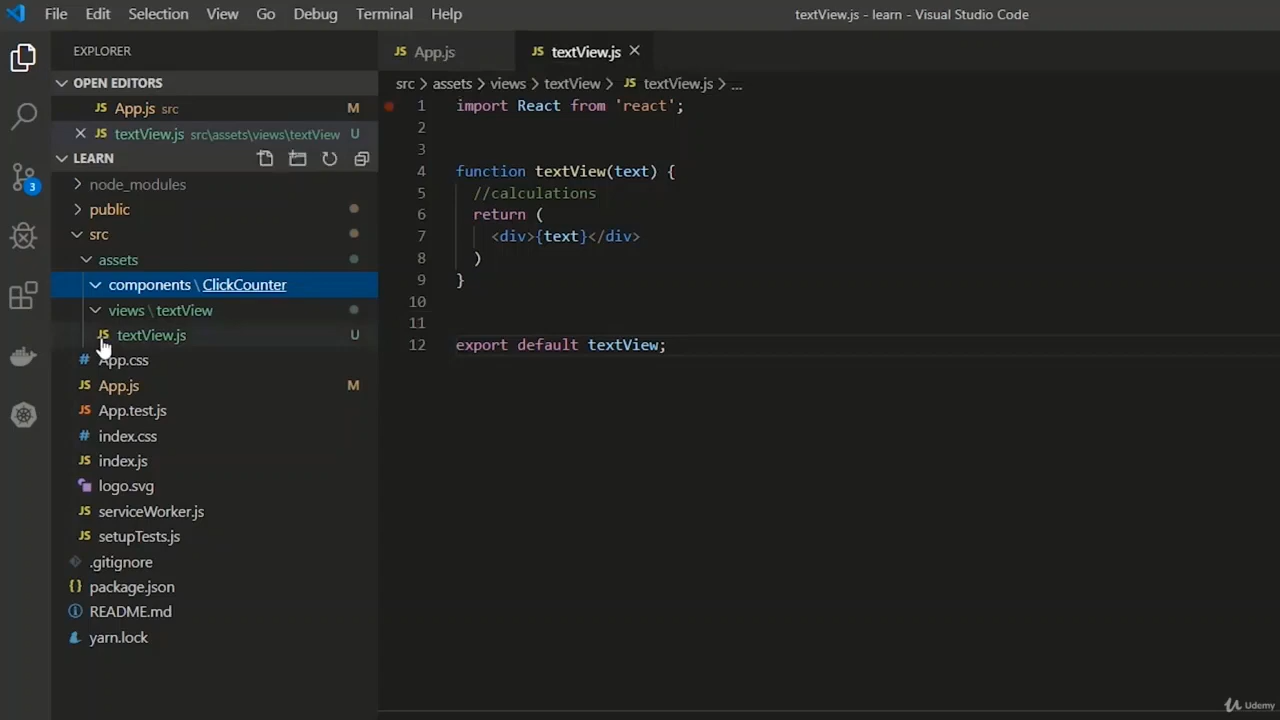 File Edit Selection View Go Debug Terminal Help textView.js - learn - Visual Studio Code
EXPLORER
OPEN EDITORS
JS App.js src M
JS textView.js src\assets\views\textView U
LEARN
node_modules
public
src
assets
components \ ClickCounter
views \ textView
JS textView.js U
# App.css
JS App.js M
JS App.test.js
# index.css
JS index.js
logo.svg
JS serviceWorker.js
JS setupTests.js
.gitignore
{} package.json
README.md
yarn.lock
3
JS App.js JS textView.js
src > assets > views > textView > JS textView.js > ...
1 import React from 'react';
2
3
4 function textView(text) {
5 //calculations
6 return (
7 <div>{text}</div>
8 )
9 }
10
11
12 export default textView;
Udemy